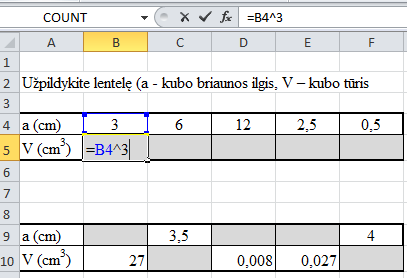 COUNT =B4^3
A B C D E F
1
2 Užpildykite lentelę (a - kubo briaunos ilgis, V – kubo tūris
3
4 a (cm) 3 6 12 2,5 0,5
5 V (cm³) =B4^3
6
7
8
9 a (cm) 3,5 4
10 V (cm³) 27 0,008 0,027